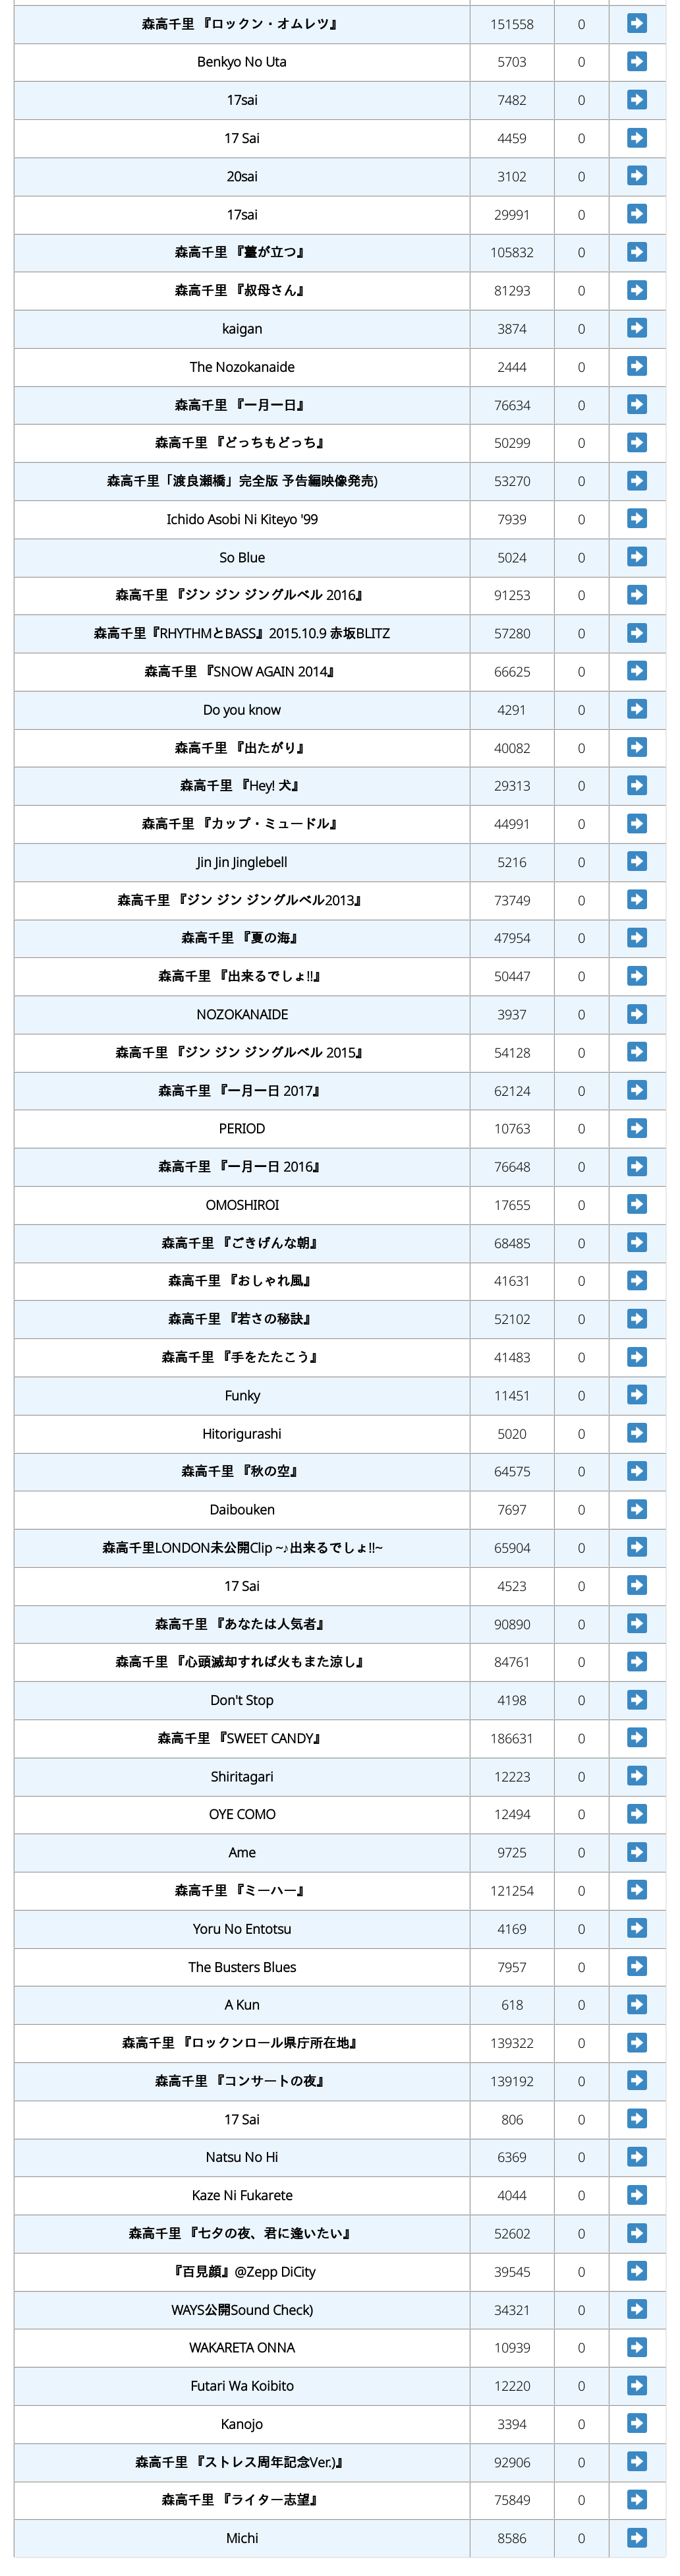 森高千里 『ロックン・オムレツ』 151558 0
Benkyo No Uta 5703 0
17sai 7482 0
17 Sai 4459 0
20sai 3102 0
17sai 29991 0
森高千里 『薹が立つ』 105832 0
森高千里 『叔母さん』 81293 0
kaigan 3874 0
The Nozokanaide 2444 0
森高千里 『一月一日』 76634 0
森高千里 『どっちもどっち』 50299 0
森高千里「渡良瀬橋」完全版 予告編映像発売) 53270 0
Ichido Asobi Ni Kiteyo '99 7939 0
So Blue 5024 0
森高千里 『ジン ジン ジングルベル 2016』 91253 0
森高千里『RHYTHMとBASS』2015.10.9 赤坂BLITZ 57280 0
森高千里 『SNOW AGAIN 2014』 66625 0
Do you know 4291 0
森高千里 『出たがり』 40082 0
森高千里 『Hey! 犬』 29313 0
森高千里 『カップ・ミュードル』 44991 0
Jin Jin Jinglebell 5216 0
森高千里 『ジン ジン ジングルベル2013』 73749 0
森高千里 『夏の海』 47954 0
森高千里 『出来るでしょ!!』 50447 0
NOZOKANAIDE 3937 0
森高千里 『ジン ジン ジングルベル 2015』 54128 0
森高千里 『一月一日 2017』 62124 0
PERIOD 10763 0
森高千里 『一月一日 2016』 76648 0
OMOSHIROI 17655 0
森高千里 『ごきげんな朝』 68485 0
森高千里 『おしゃれ風』 41631 0
森高千里 『若さの秘訣』 52102 0
森高千里 『手をたたこう』 41483 0
Funky 11451 0
Hitorigurashi 5020 0
森高千里 『秋の空』 64575 0
Daibouken 7697 0
森高千里LONDON未公開Clip ~♪出来るでしょ!!~ 65904 0
17 Sai 4523 0
森高千里 『あなたは人気者』 90890 0
森高千里 『心頭滅却すれば火もまた涼し』 84761 0
Don't Stop 4198 0
森高千里 『SWEET CANDY』 186631 0
Shiritagari 12223 0
OYE COMO 12494 0
Ame 9725 0
森高千里 『ミーハー』 121254 0
Yoru No Entotsu 4169 0
The Busters Blues 7957 0
A Kun 618 0
森高千里 『ロックンロール県庁所在地』 139322 0
森高千里 『コンサートの夜』 139192 0
17 Sai 806 0
Natsu No Hi 6369 0
Kaze Ni Fukarete 4044 0
森高千里 『七夕の夜、君に逢いたい』 52602 0
『百見顔』@Zepp DiCity 39545 0
WAYS公開Sound Check) 34321 0
WAKARETA ONNA 10939 0
Futari Wa Koibito 12220 0
Kanojo 3394 0
森高千里 『ストレス周年記念Ver.)』 92906 0
森高千里 『ライター志望』 75849 0
Michi 8586 0